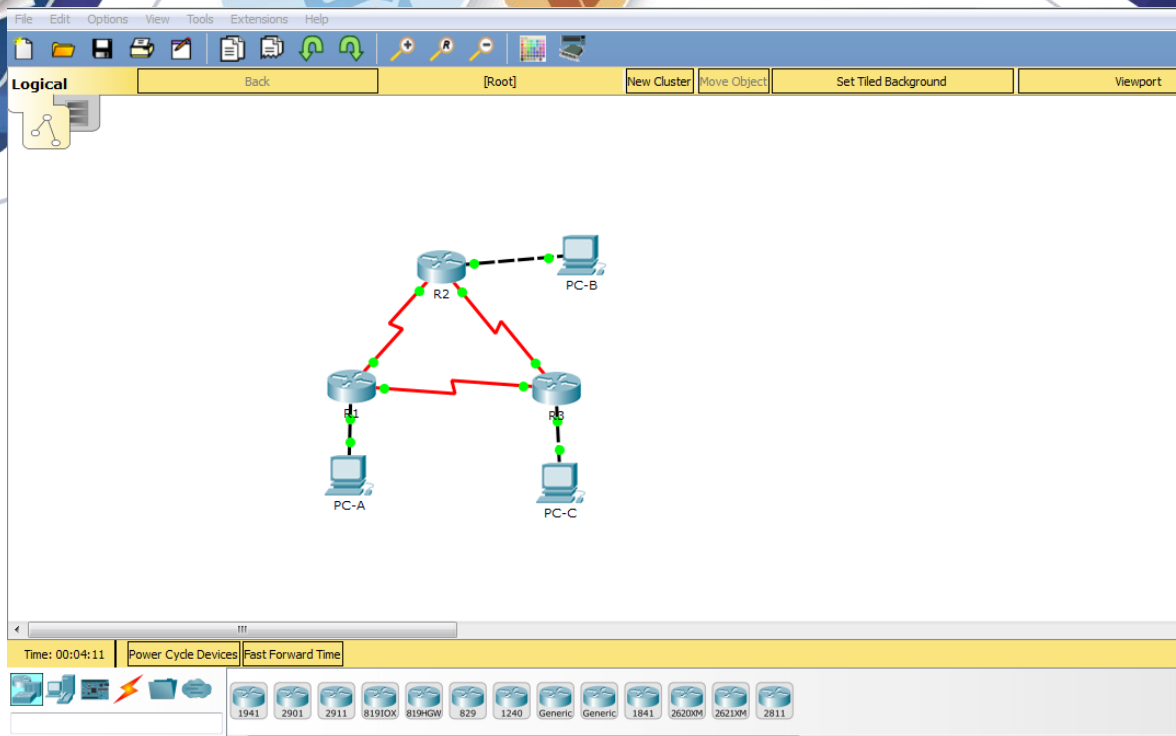 File Edit Options View Tools Extensions Help
R
Logical Back [Root] New Cluster Move Object Set Tiled Background Viewport
PC-B
R2
R1 R3
PC-A
PC-C
Time: 00:04:11 Power Cycle Devices Fast Forward Time
1941 2901 2911 819IOX 819HGW 829 1240 Generic Generic 1841 2620XM 2621XM 2811